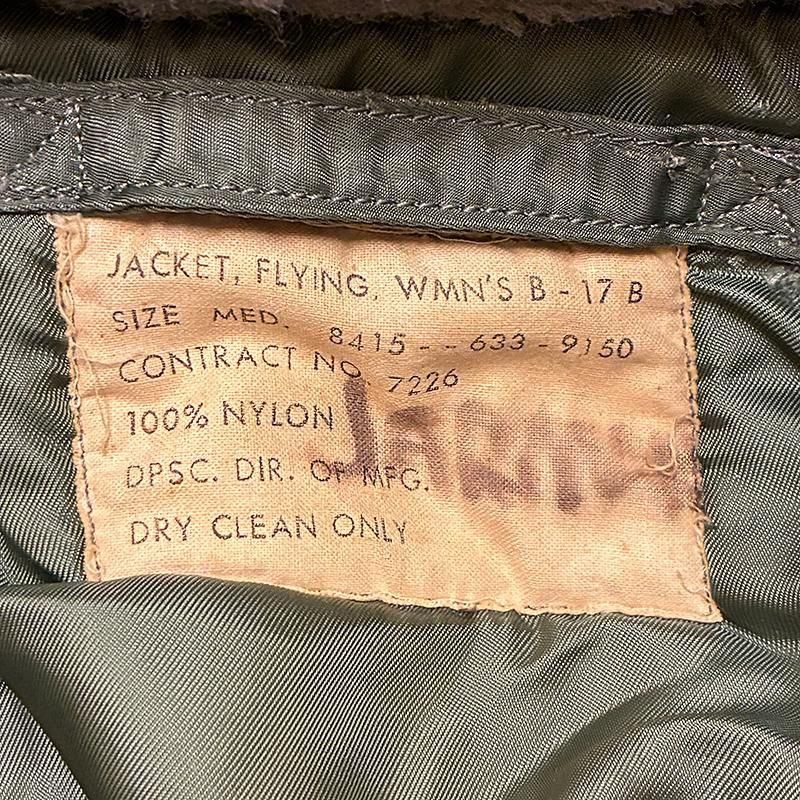 JACKET, FLYING, WMN'S B - 17 B
SIZE MED. 8415 - - 633 - 9150
CONTRACT NO. 7226
100% NYLON
DPSC. DIR. OF MFG.
DRY CLEAN ONLY